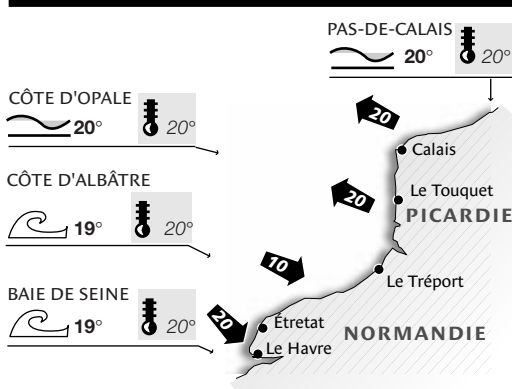 PAS-DE-CALAIS
20° 20°
20
CÔTE D'OPALE
20° 20°
Calais
CÔTE D'ALBÂTRE
20
Le Touquet
PICARDIE
19° 20°
10
Le Tréport
BAIE DE SEINE
19° 20°
20
Étretat
NORMANDIE
Le Havre